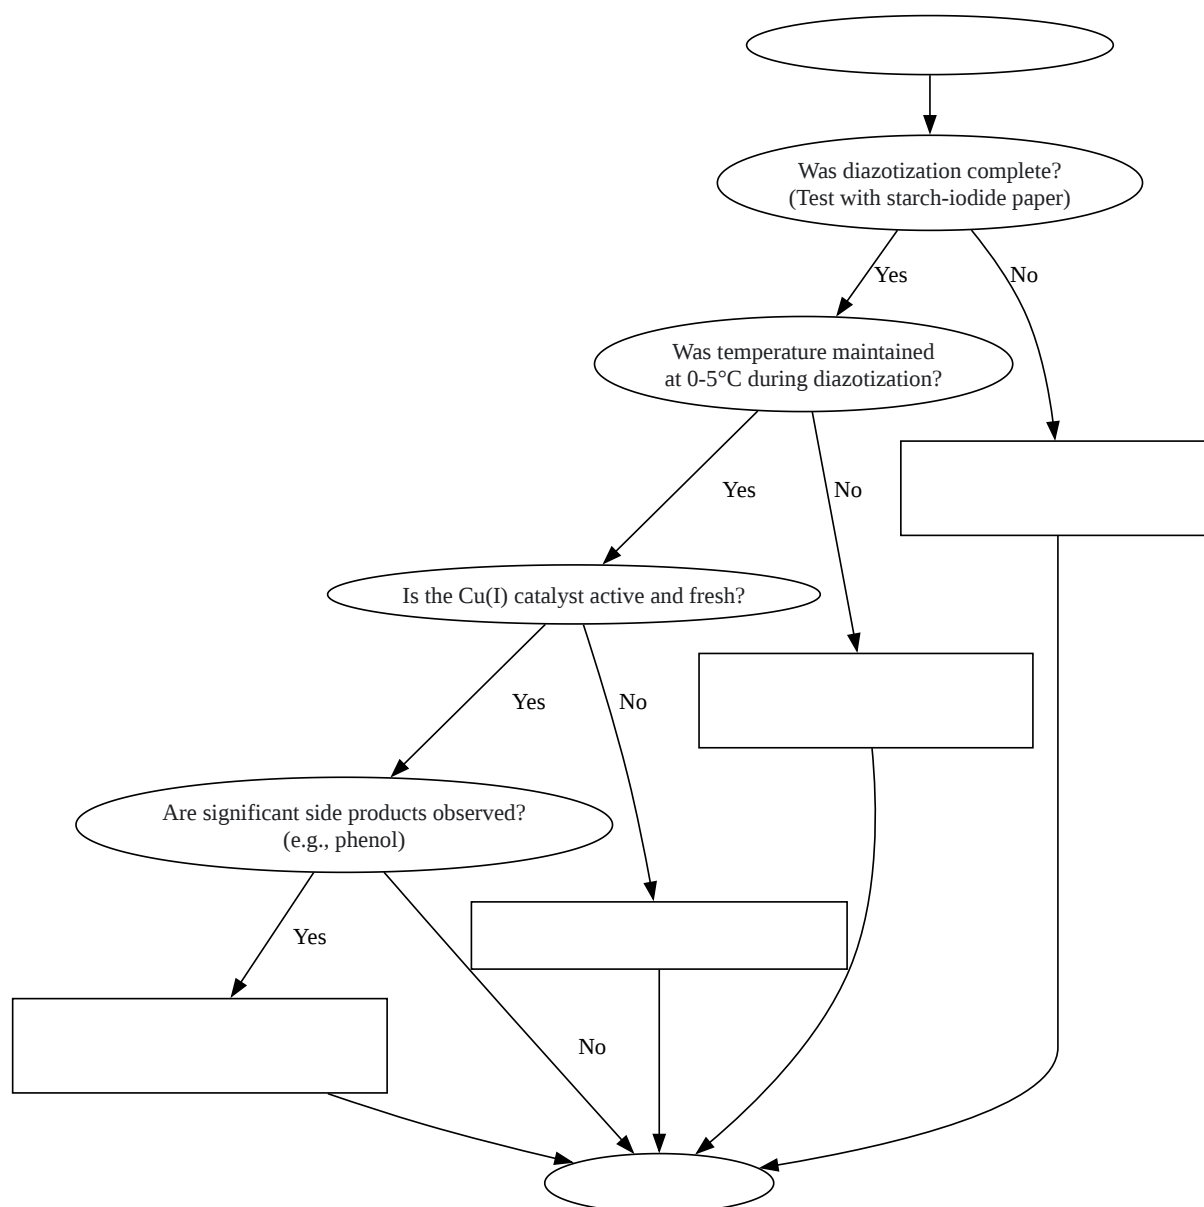 Was diazotization complete?
(Test with starch-iodide paper)
Yes
No
Was temperature maintained
at 0-5°C during diazotization?
Yes
No
Is the Cu(I) catalyst active and fresh?
Yes
No
Are significant side products observed?
(e.g., phenol)
Yes
No